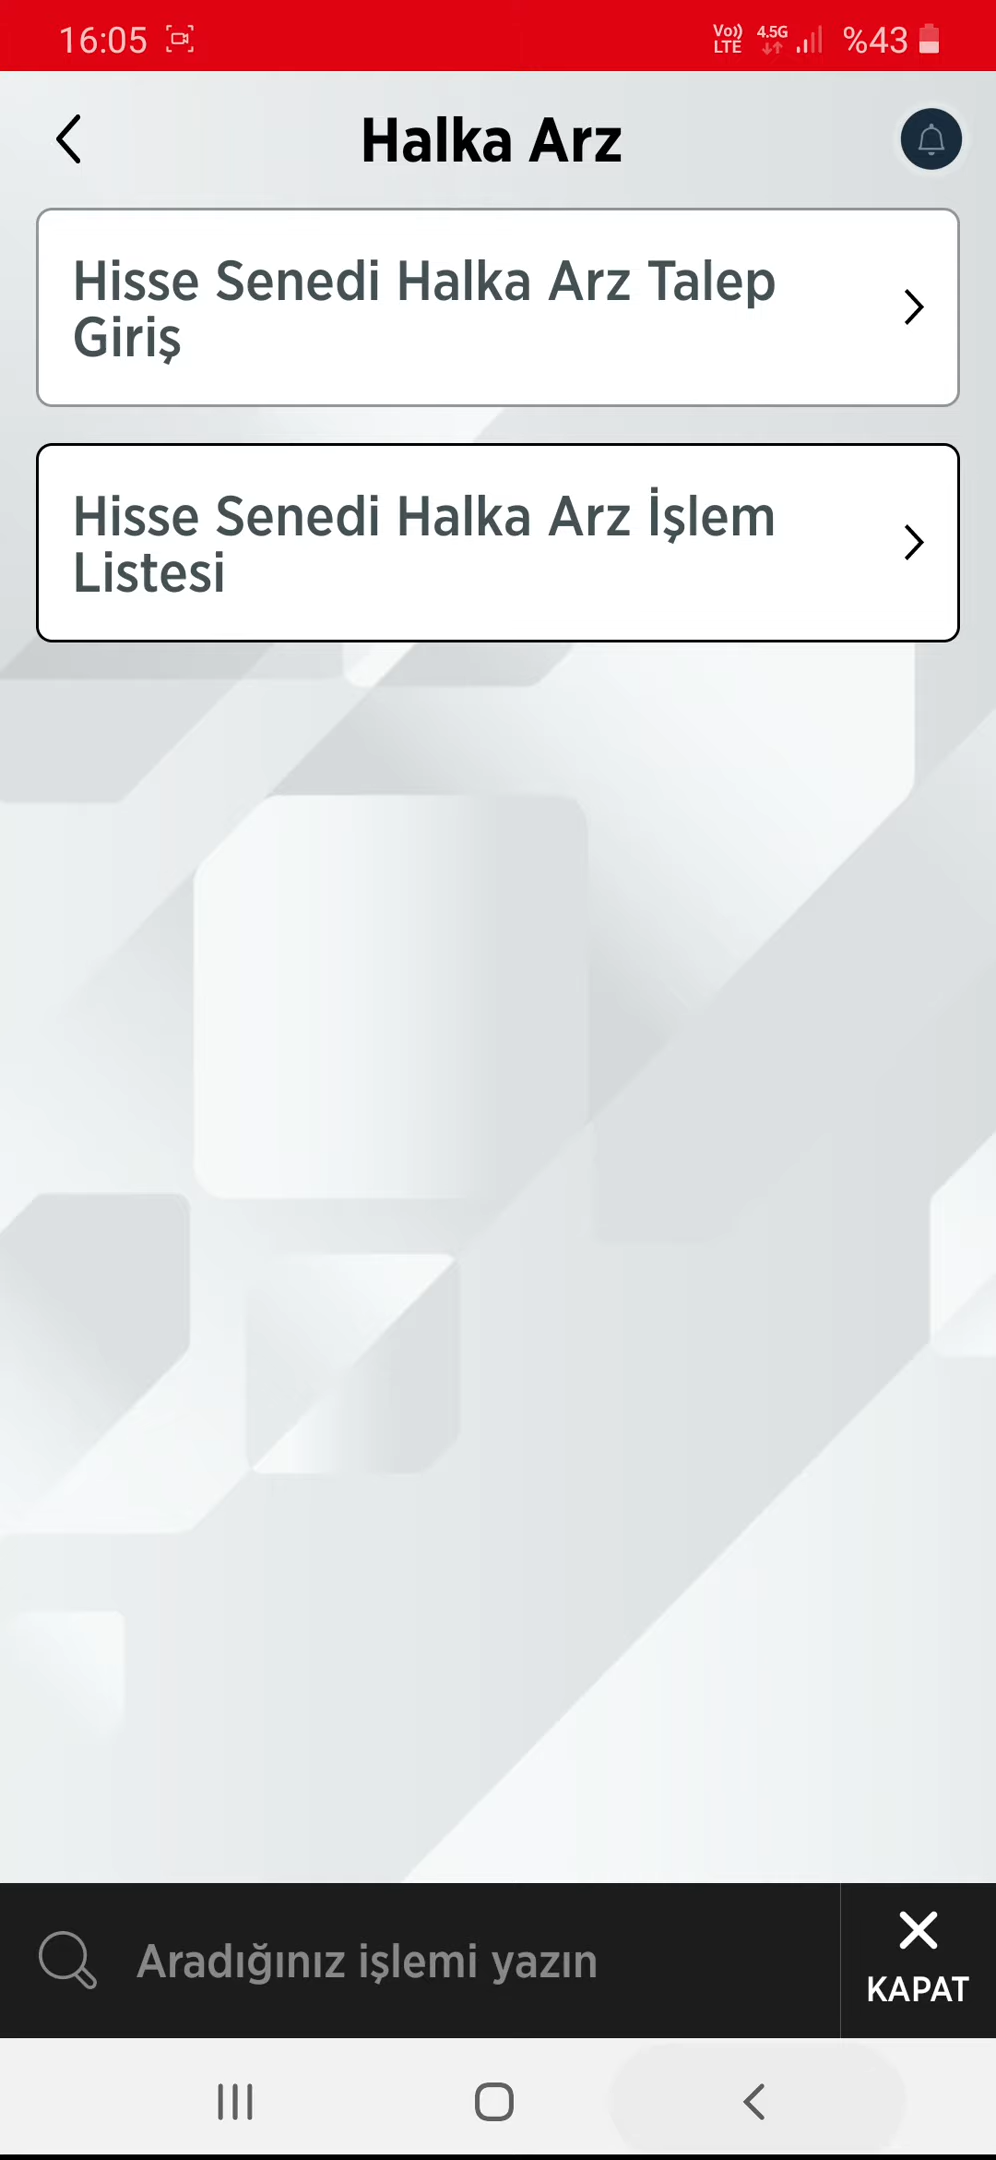 16:05
Vo)) LTE 4.5G %43
Halka Arz
Hisse Senedi Halka Arz Talep
Giriş
Hisse Senedi Halka Arz İşlem
Listesi
Aradığınız işlemi yazın
KAPAT